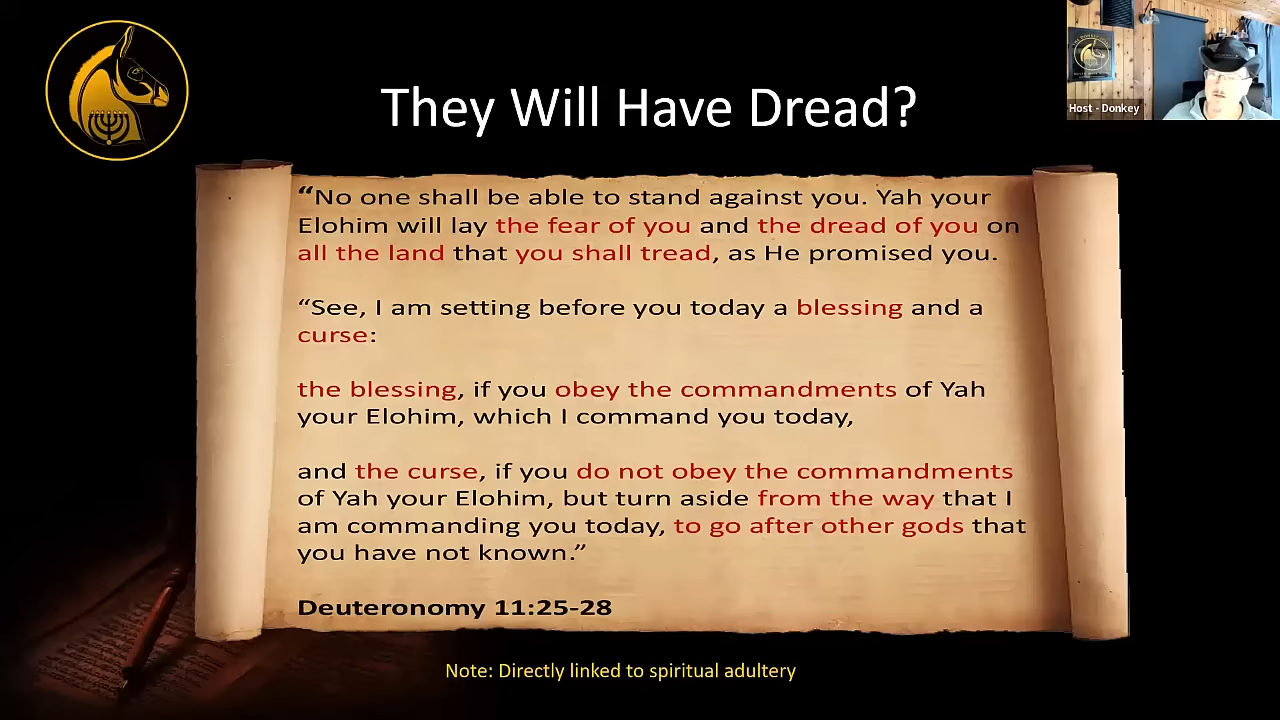 They Will Have Dread?
Host - Donkey
“No one shall be able to stand against you. Yah your
Elohim will lay the fear of you and the dread of you on
all the land that you shall tread, as He promised you.
“See, I am setting before you today a blessing and a
curse:
the blessing, if you obey the commandments of Yah
your Elohim, which I command you today,
and the curse, if you do not obey the commandments
of Yah your Elohim, but turn aside from the way that I
am commanding you today, to go after other gods that
you have not known.”
Deuteronomy 11:25-28
Note: Directly linked to spiritual adultery